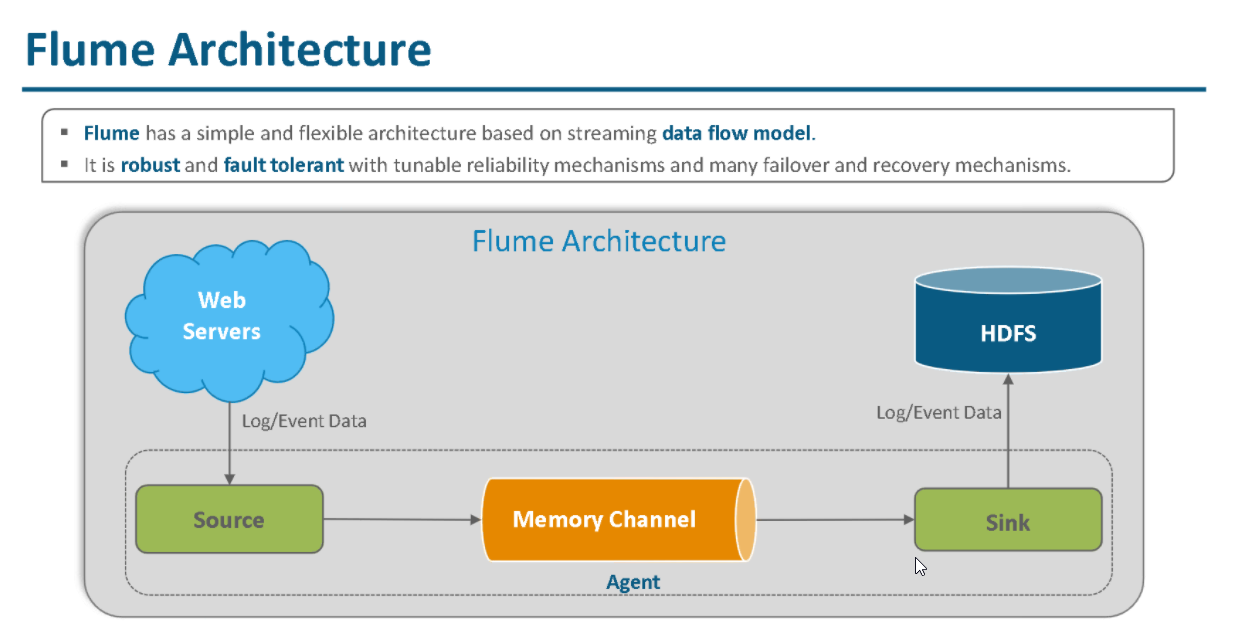 Flume Architecture
▪ Flume has a simple and flexible architecture based on streaming data flow model.
▪ It is robust and fault tolerant with tunable reliability mechanisms and many failover and recovery mechanisms.
Flume Architecture
Web
Servers
HDFS
Log/Event Data
Log/Event Data
Source
Memory Channel
Sink
Agent